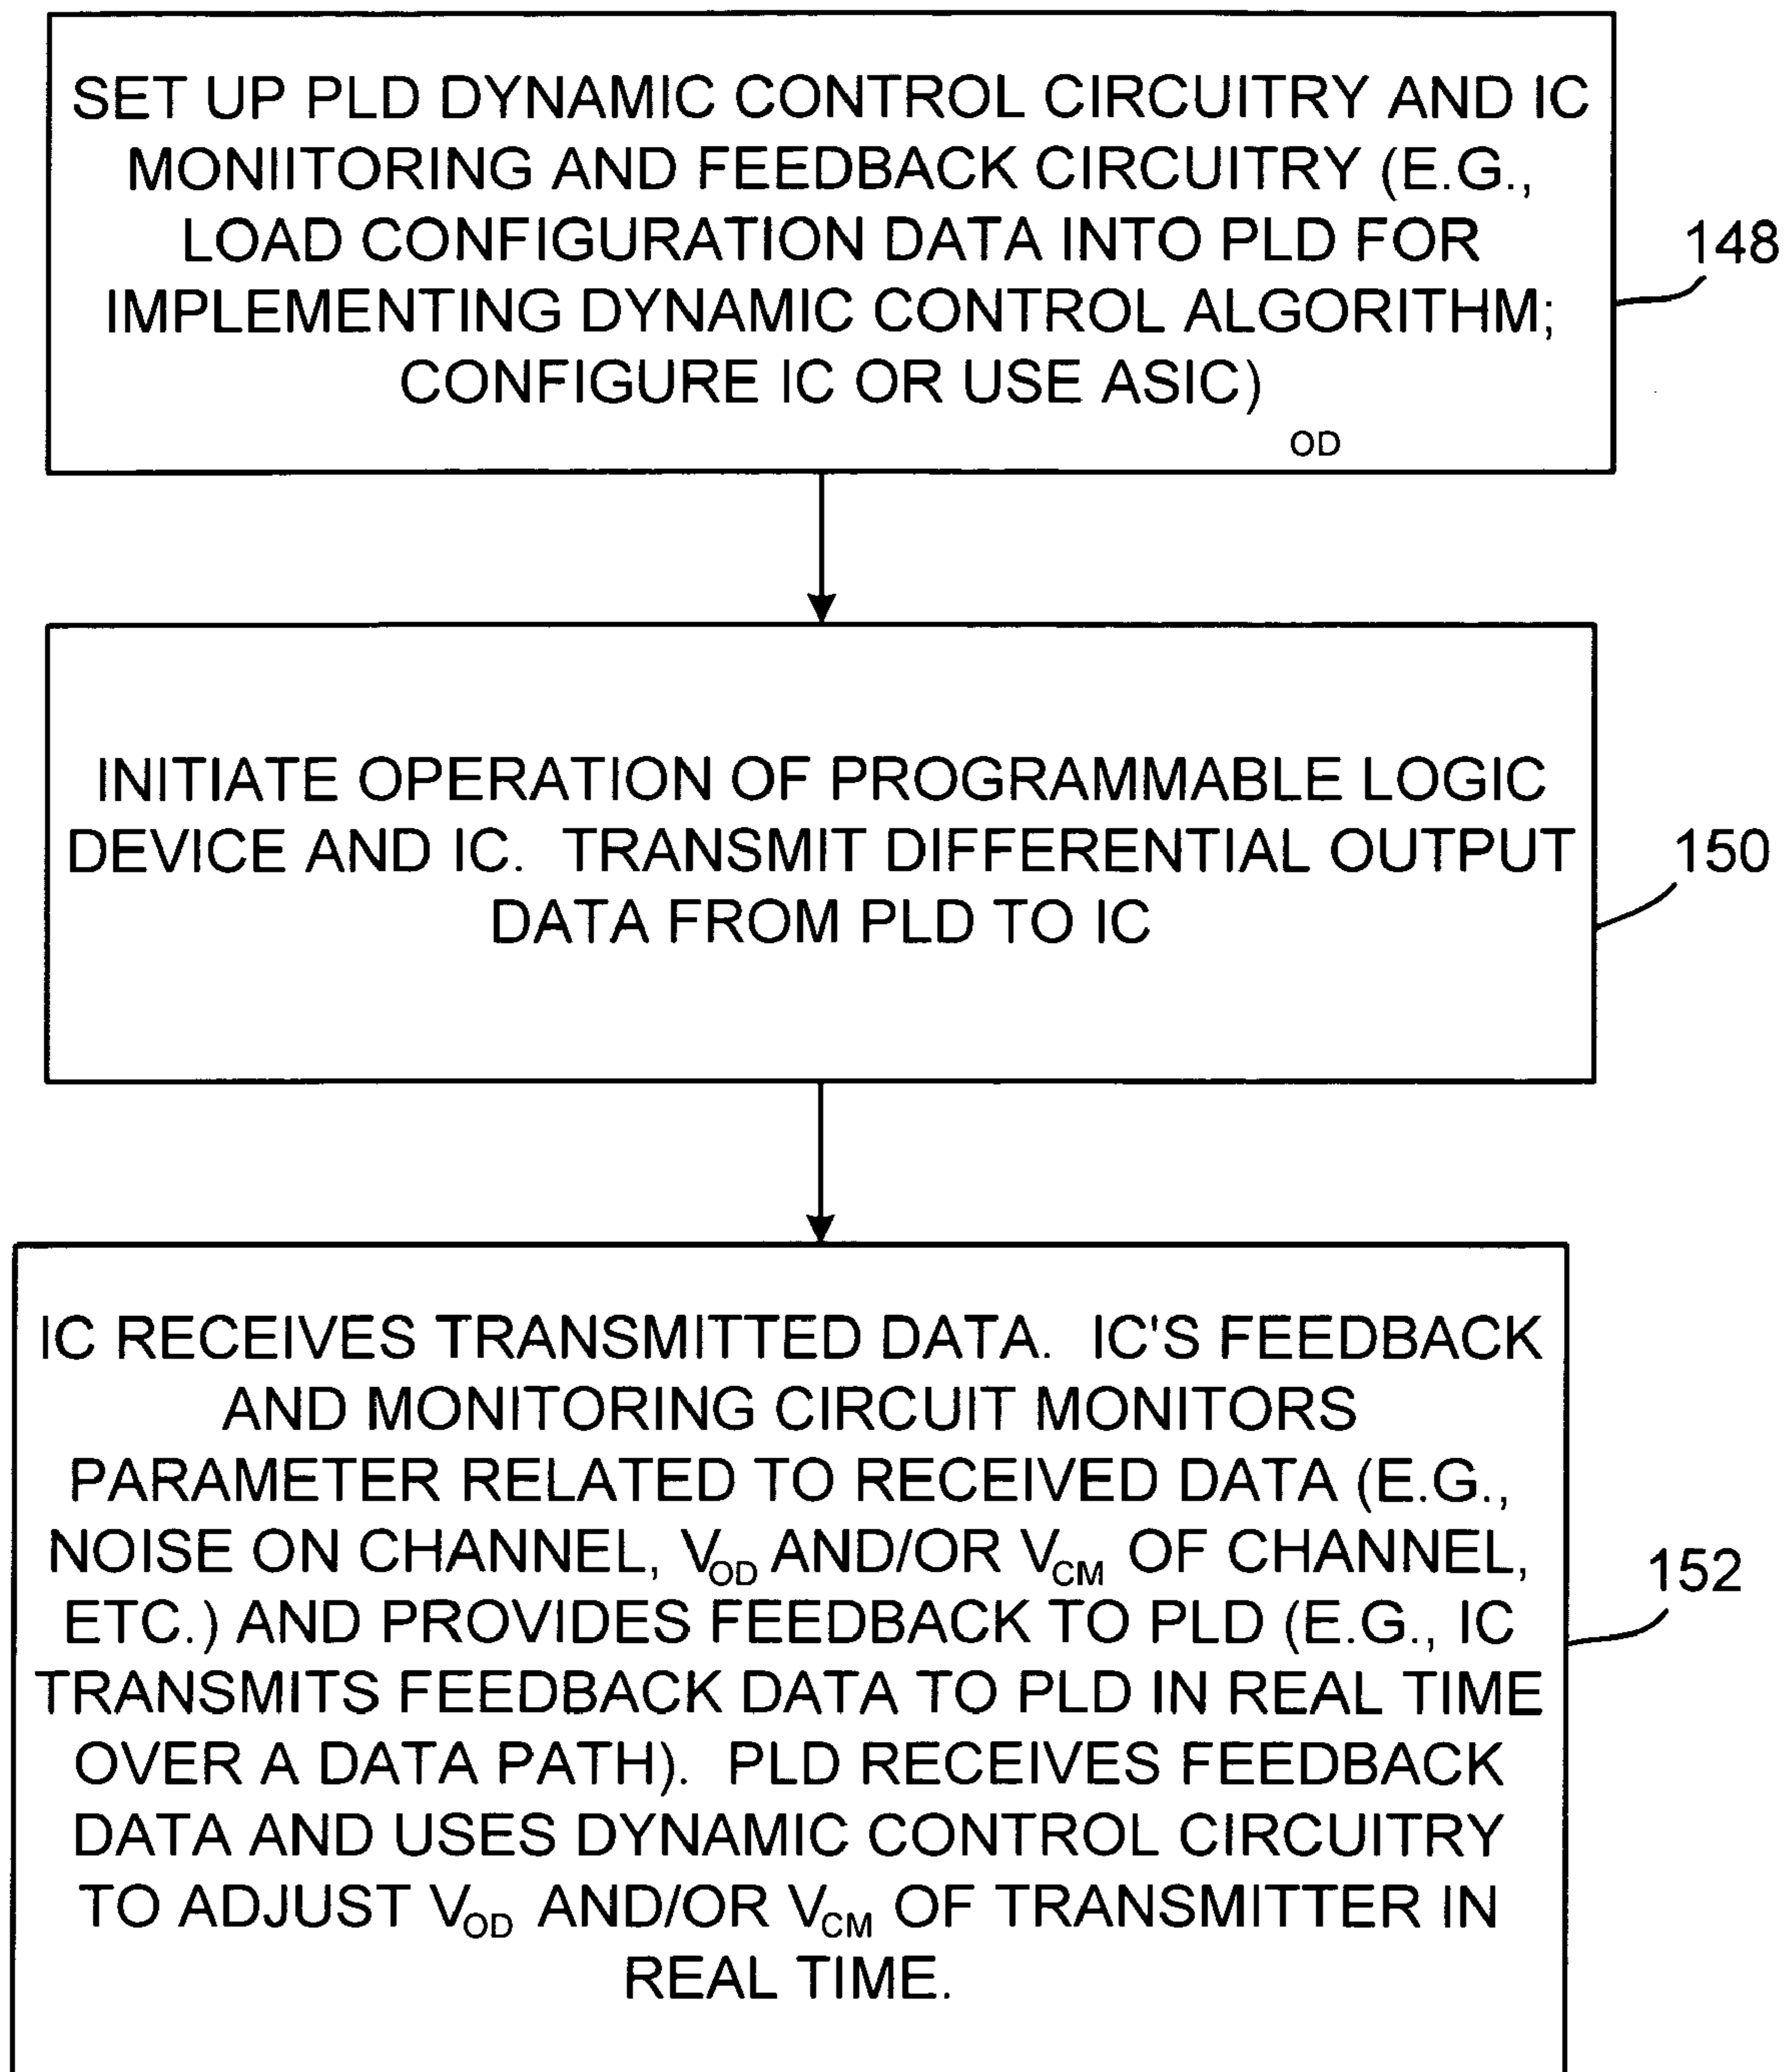 SET UP PLD DYNAMIC CONTROL CIRCUITRY AND IC
MONIITORING AND FEEDBACK CIRCUITRY (E.G.,
LOAD CONFIGURATION DATA INTO PLD FOR
IMPLEMENTING DYNAMIC CONTROL ALGORITHM;
CONFIGURE IC OR USE ASIC)
OD
148
INITIATE OPERATION OF PROGRAMMABLE LOGIC
DEVICE AND IC. TRANSMIT DIFFERENTIAL OUTPUT
DATA FROM PLD TO IC
150
IC RECEIVES TRANSMITTED DATA. IC'S FEEDBACK
AND MONITORING CIRCUIT MONITORS
PARAMETER RELATED TO RECEIVED DATA (E.G.,
NOISE ON CHANNEL, VOD AND/OR VCM OF CHANNEL,
ETC.) AND PROVIDES FEEDBACK TO PLD (E.G., IC
TRANSMITS FEEDBACK DATA TO PLD IN REAL TIME
OVER A DATA PATH). PLD RECEIVES FEEDBACK
DATA AND USES DYNAMIC CONTROL CIRCUITRY
TO ADJUST VOD AND/OR VCM OF TRANSMITTER IN
REAL TIME.
152